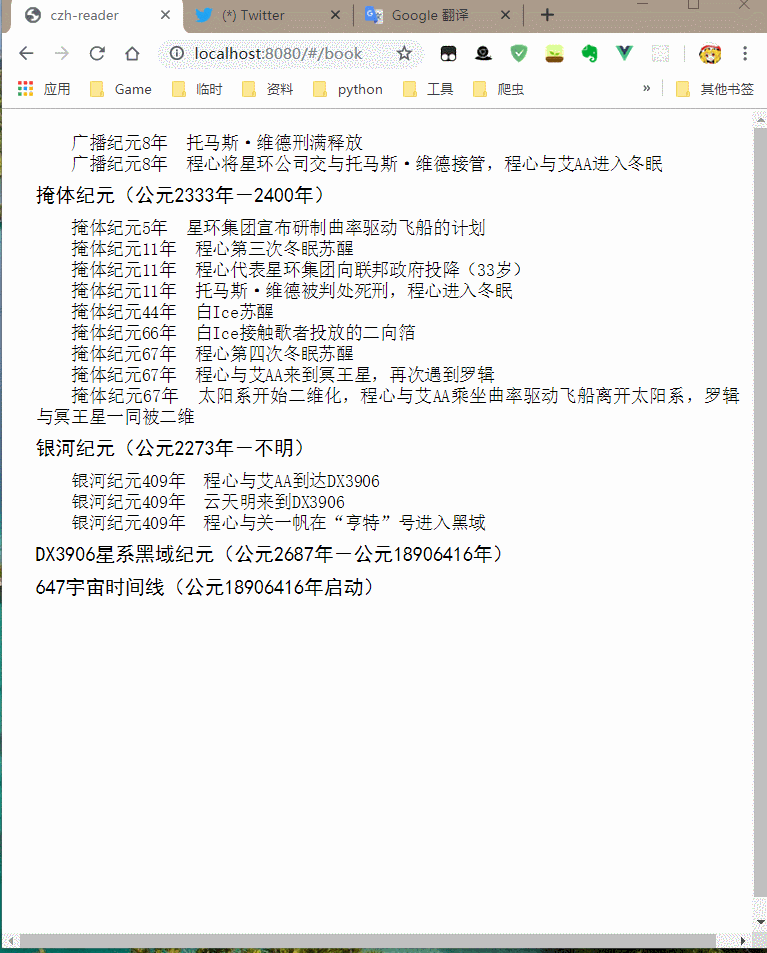 czh-reader
(*) Twitter
Google 翻译
localhost:8080/#/book
应用 Game 临时 资料 python 工具 爬虫 » 其他书签
广播纪元8年 托马斯·维德刑满释放
广播纪元8年 程心将星环公司交与托马斯·维德接管，程心与艾AA进入冬眠
掩体纪元（公元2333年－2400年）
掩体纪元5年 星环集团宣布研制曲率驱动飞船的计划
掩体纪元11年 程心第三次冬眠苏醒
掩体纪元11年 程心代表星环集团向联邦政府投降（33岁）
掩体纪元11年 托马斯·维德被判处死刑，程心进入冬眠
掩体纪元44年 白Ice苏醒
掩体纪元66年 白Ice接触歌者投放的二向箔
掩体纪元67年 程心第四次冬眠苏醒
掩体纪元67年 程心与艾AA来到冥王星，再次遇到罗辑
掩体纪元67年 太阳系开始二维化，程心与艾AA乘坐曲率驱动飞船离开太阳系，罗辑
与冥王星一同被二维
银河纪元（公元2273年－不明）
银河纪元409年 程心与艾AA到达DX3906
银河纪元409年 云天明来到DX3906
银河纪元409年 程心与关一帆在“亨特”号进入黑域
DX3906星系黑域纪元（公元2687年－公元18906416年）
647宇宙时间线（公元18906416年启动）